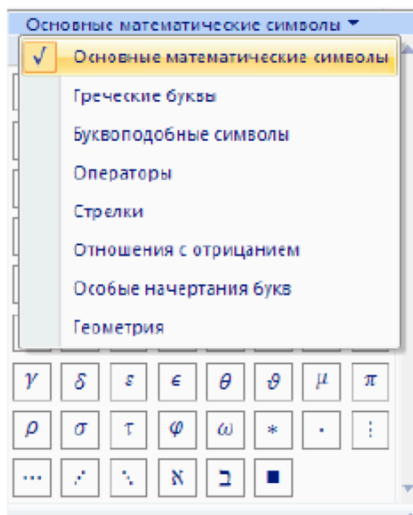 Основные математические символы
Основные математические символы
Греческие буквы
Буквоподобные символы
Операторы
Стрелки
Отношения с отрицанием
Особые начертания букв
Геометрия
γ δ ε ϵ θ ϑ μ π
ρ σ τ φ ω ∗ ∙ ⋮
⋯ ⋰ ⋱ ℵ ℶ ■